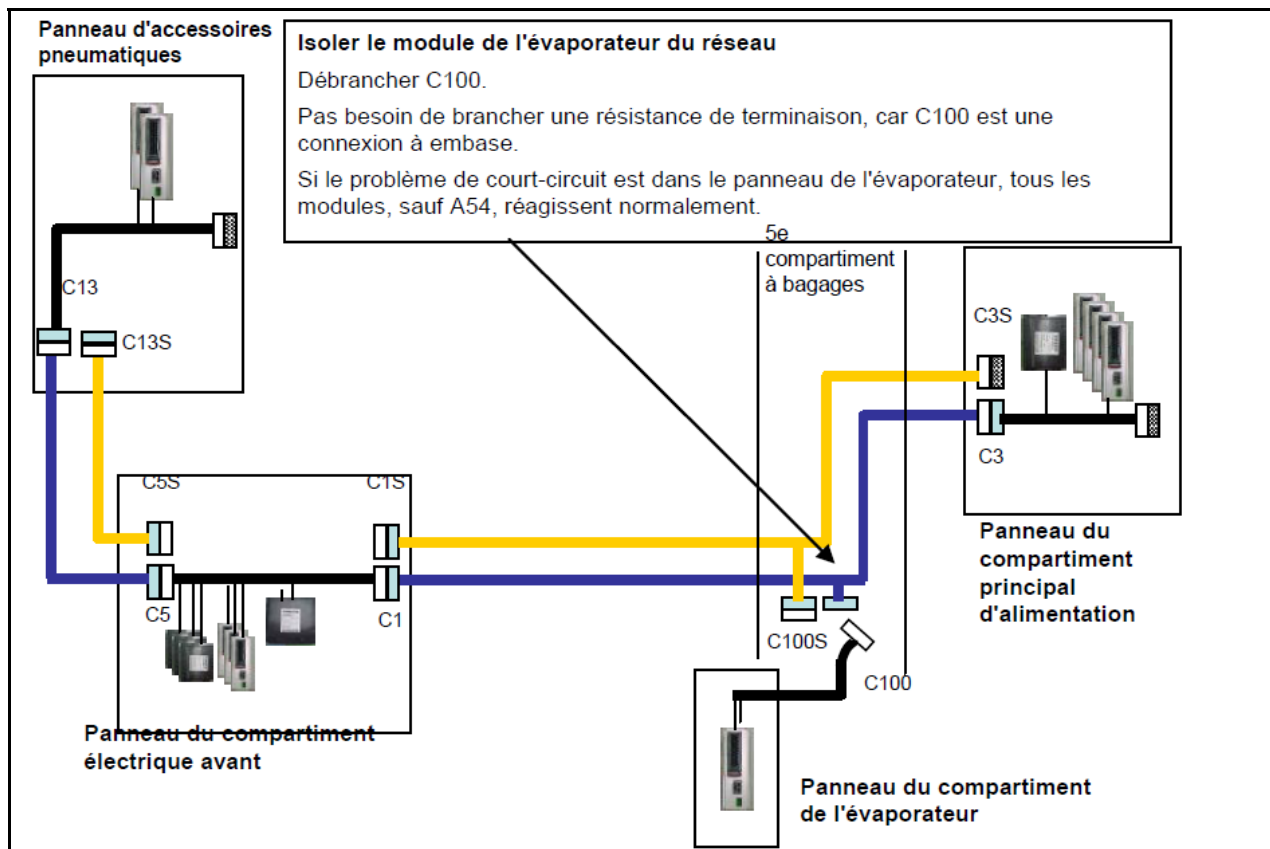 Panneau d'accessoires
pneumatiques
Isoler le module de l'évaporateur du réseau
Débrancher C100.
Pas besoin de brancher une résistance de terminaison, car C100 est une
connexion à embase.
Si le problème de court-circuit est dans le panneau de l'évaporateur, tous les
modules, sauf A54, réagissent normalement.
5e
compartiment
à bagages
C13
C13S
C3S
C3
C5S
C1S
C5
C1
C100S
C100
Panneau du
compartiment
principal
d'alimentation
Panneau du compartiment
électrique avant
Panneau du compartiment
de l'évaporateur